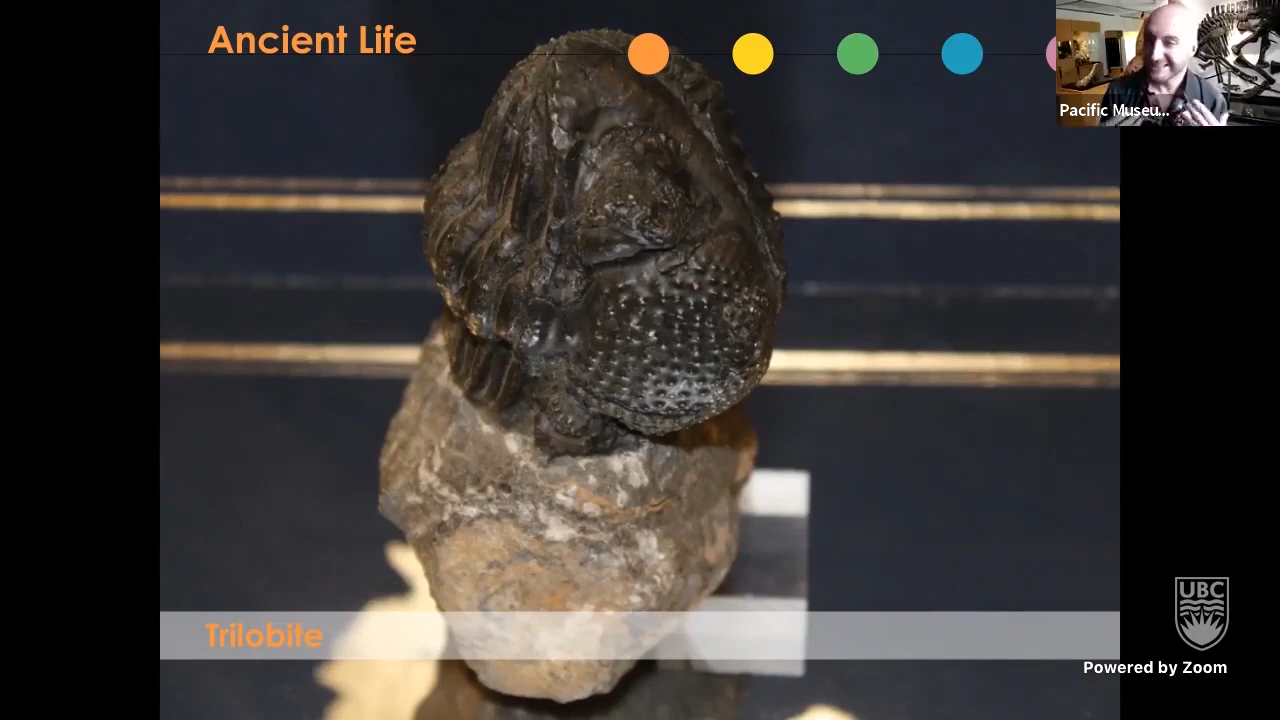 Ancient Life
Pacific Museu...
Trilobite
UBC
Powered by Zoom